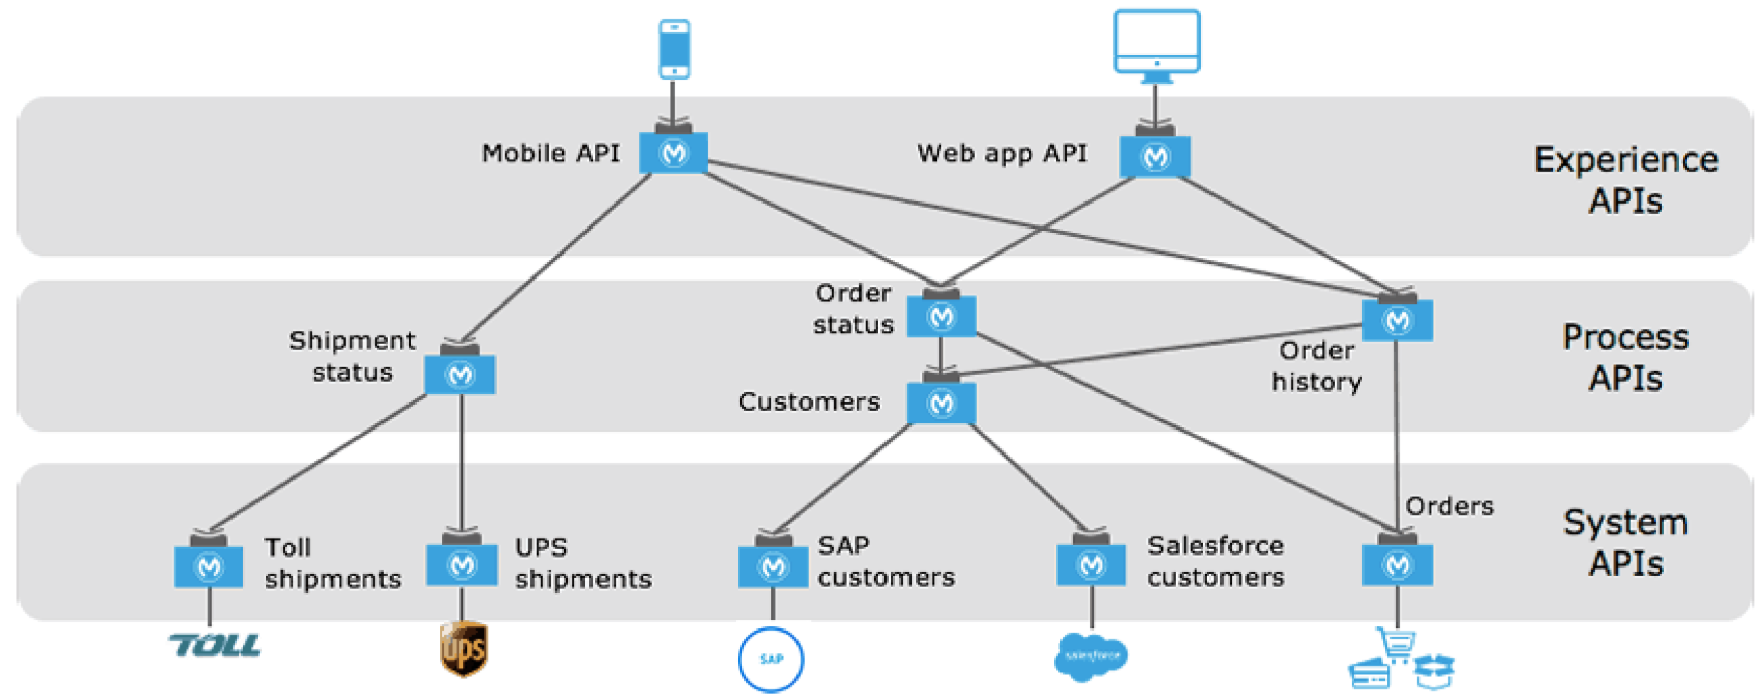 Mobile API
Web app API
Experience
APIs
Shipment
status
Order
status
Customers
Order
history
Process
APIs
Toll
shipments
UPS
shipments
SAP
customers
Salesforce
customers
Orders
System
APIs
TOLL
ups
SAP
salesforce